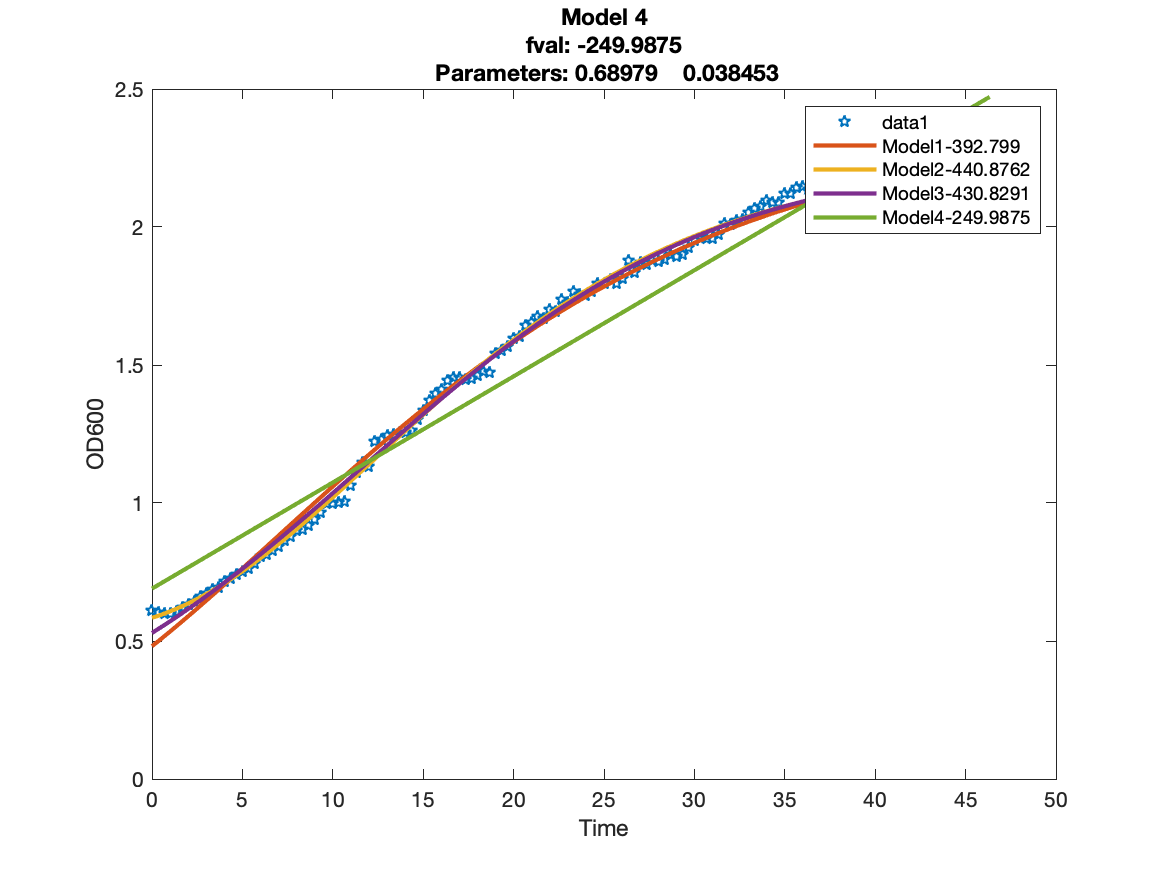 Model 4
fval: -249.9875
Parameters: 0.68979 0.038453
2.5
2
1.5
1
0.5
0
OD600
data1
Model1-392.799
Model2-440.8762
Model3-430.8291
Model4-249.9875
0 5 10 15 20 25 30 35 40 45 50
Time